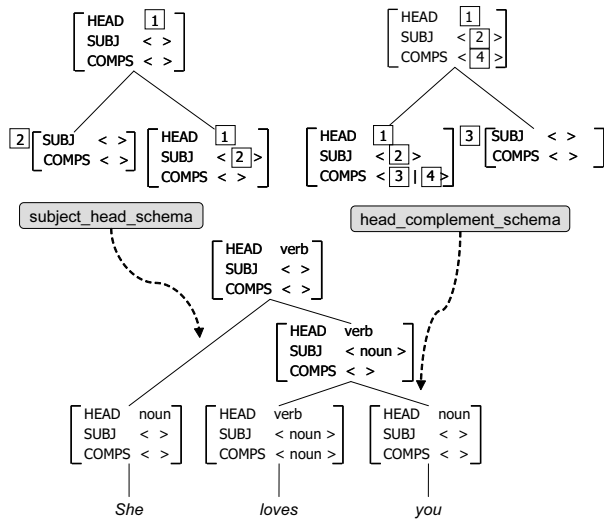 HEAD 1
SUBJ < >
COMPS < >
2 SUBJ < >
COMPS < >
HEAD 1
SUBJ < 2 >
COMPS < >
subject_head_schema
HEAD 1
SUBJ < 2 >
COMPS < 4 >
HEAD 1
SUBJ < 2 >
COMPS < 3 | 4 >
3 SUBJ < >
COMPS < >
head_complement_schema
HEAD verb
SUBJ < >
COMPS < >
HEAD verb
SUBJ < noun >
COMPS < >
HEAD noun
SUBJ < >
COMPS < >
HEAD verb
SUBJ < noun >
COMPS < noun >
HEAD noun
SUBJ < >
COMPS < >
She loves you